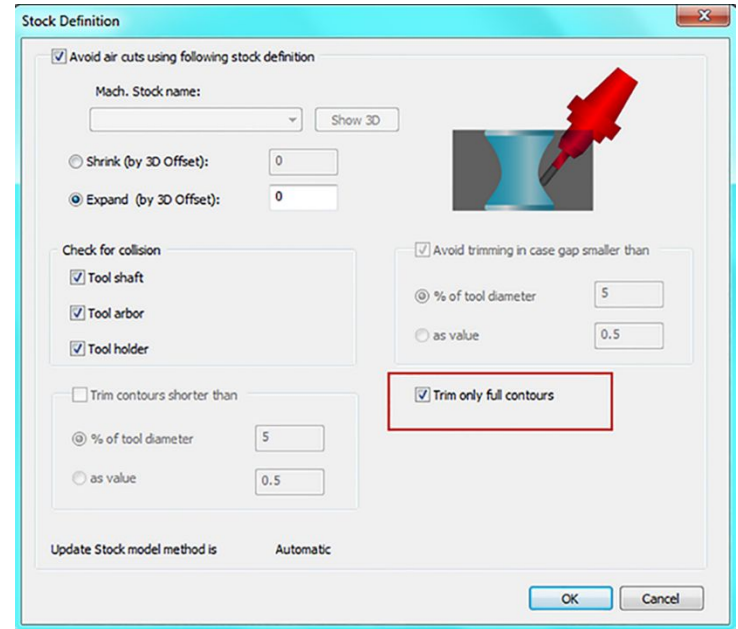 Stock Definition
Avoid air cuts using following stock definition
Mach. Stock name:
Show 3D
Shrink (by 3D Offset):
0
Expand (by 3D Offset):
0
Check for collision
Tool shaft
Tool arbor
Tool holder
Avoid trimming in case gap smaller than
% of tool diameter
5
as value
0.5
Trim contours shorter than
% of tool diameter
5
as value
0.5
Trim only full contours
Update Stock model method is Automatic
OK
Cancel